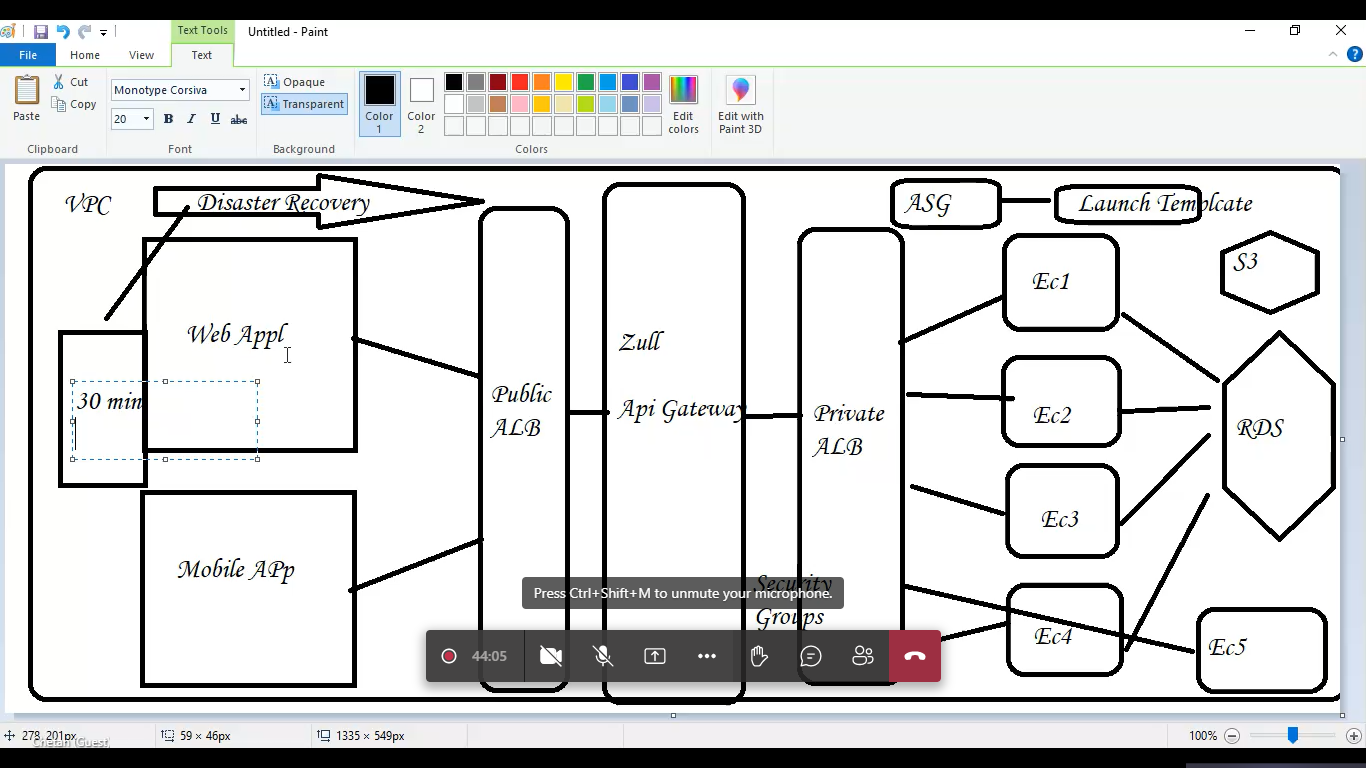 Text Tools
Untitled - Paint
File
Home
View
Text
Paste
Cut
Copy
Clipboard
Monotype Corsiva
20
B
I
U
abc
Font
Opaque
Transparent
Background
Color
1
Color
2
Edit
colors
Colors
Edit with
Paint 3D
VPC
Disaster Recovery
ASG
Launch Templcate
S3
Ec1
Web Appl
Zull
30 min
Public
ALB
Api Gateway
Private
ALB
Ec2
RDS
Ec3
Mobile APp
Security
Groups
Press Ctrl+Shift+M to unmute your microphone.
Ec4
Ec5
44:05
278, 201px
59 × 46px
1335 × 549px
100%
Chetan (Guest)